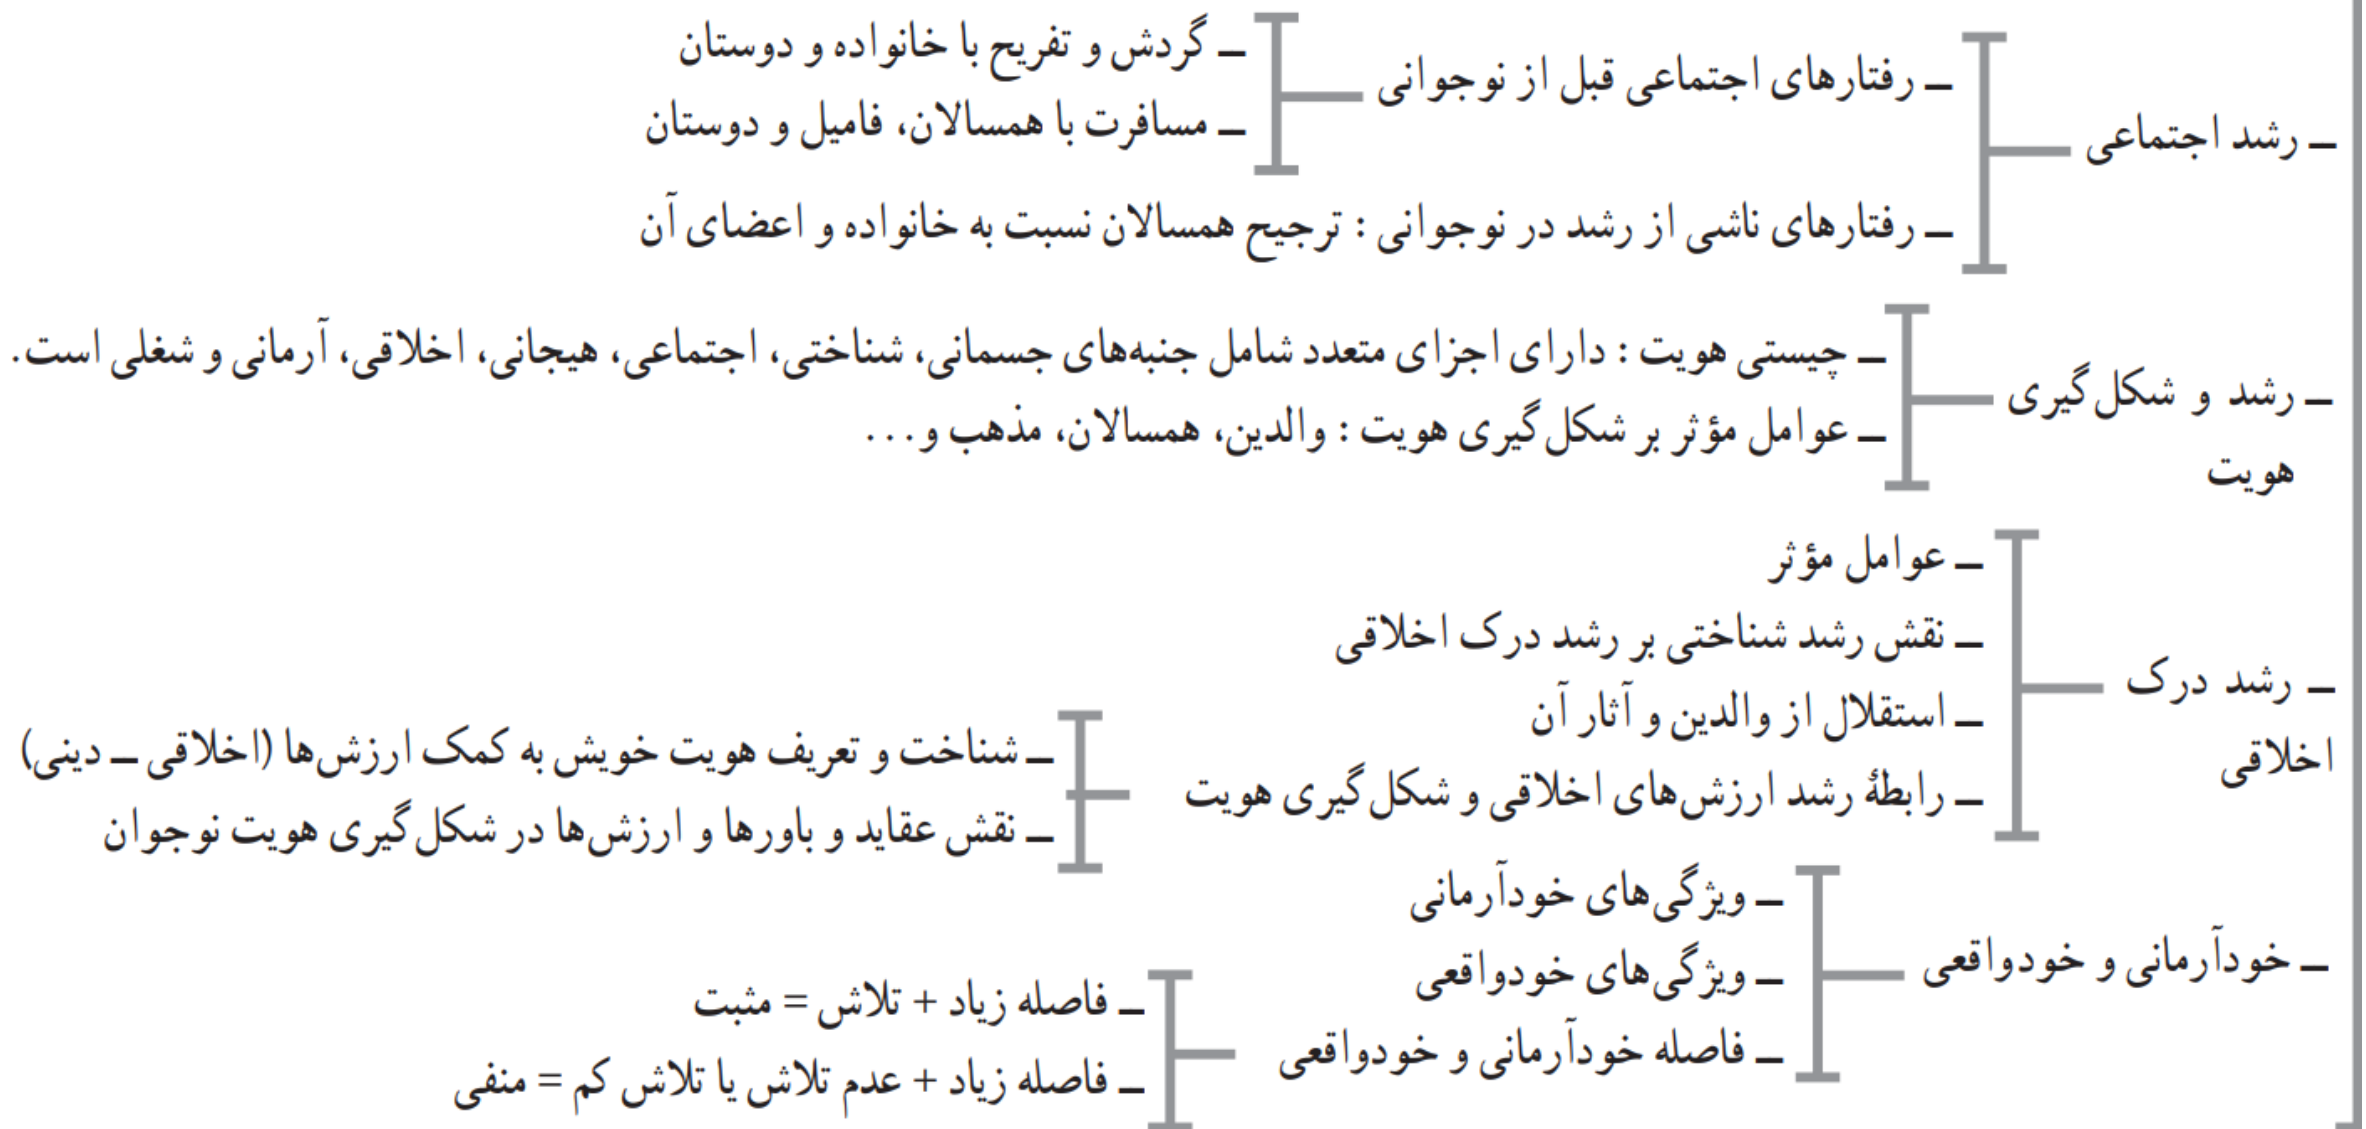 ــ رشد اجتماعی
ــ رفتارهای اجتماعی قبل از نوجوانی
ــ گردش و تفریح با خانواده و دوستان
ــ مسافرت با همسالان، فامیل و دوستان
ــ رفتارهای ناشی از رشد در نوجوانی : ترجیح همسالان نسبت به خانواده و اعضای آن
ــ رشد و شکل‌گیری
هویت
ــ چیستی هویت : دارای اجزای متعدد شامل جنبه‌های جسمانی، شناختی، اجتماعی، هیجانی، اخلاقی، آرمانی و شغلی است.
ــ عوامل مؤثر بر شکل‌گیری هویت : والدین، همسالان، مذهب و...
ــ رشد درک
اخلاقی
ــ عوامل مؤثر
ــ نقش رشد شناختی بر رشد درک اخلاقی
ــ استقلال از والدین و آثار آن
ــ رابطهٔ رشد ارزش‌های اخلاقی و شکل‌گیری هویت
ــ شناخت و تعریف هویت خویش به کمک ارزش‌ها (اخلاقی ــ دینی)
ــ نقش عقاید و باورها و ارزش‌ها در شکل‌گیری هویت نوجوان
ــ خودآرمانی و خودواقعی
ــ ویژگی‌های خودآرمانی
ــ ویژگی‌های خودواقعی
ــ فاصله خودآرمانی و خودواقعی
ــ فاصله زیاد + تلاش = مثبت
ــ فاصله زیاد + عدم تلاش یا تلاش کم = منفی